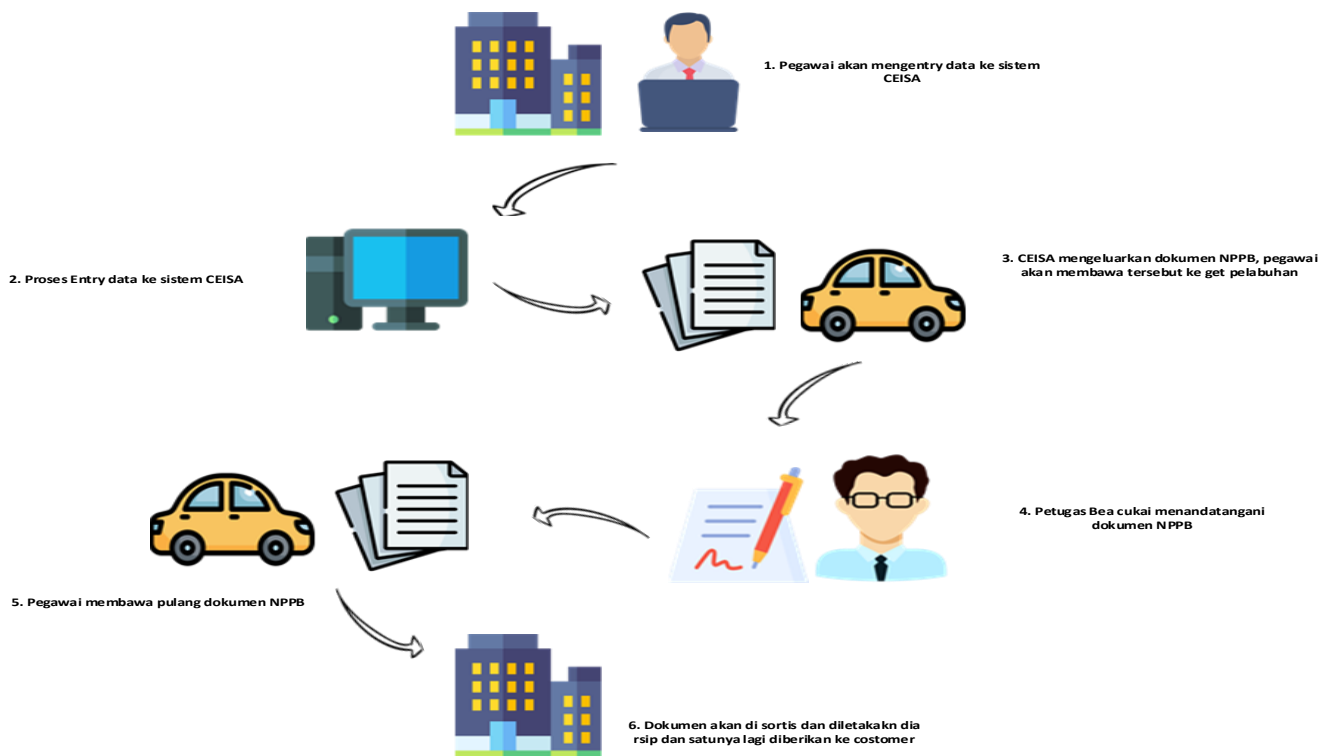 1. Pegawai akan mengentry data ke sistem
CEISA
2. Proses Entry data ke sistem CEISA
3. CEISA mengeluarkan dokumen NPPB, pegawai
akan membawa tersebut ke get pelabuhan
4. Petugas Bea cukai menandatangani
dokumen NPPB
5. Pegawai membawa pulang dokumen NPPB
6. Dokumen akan di sortis dan diletakakn dia
rsip dan satunya lagi diberikan ke costomer